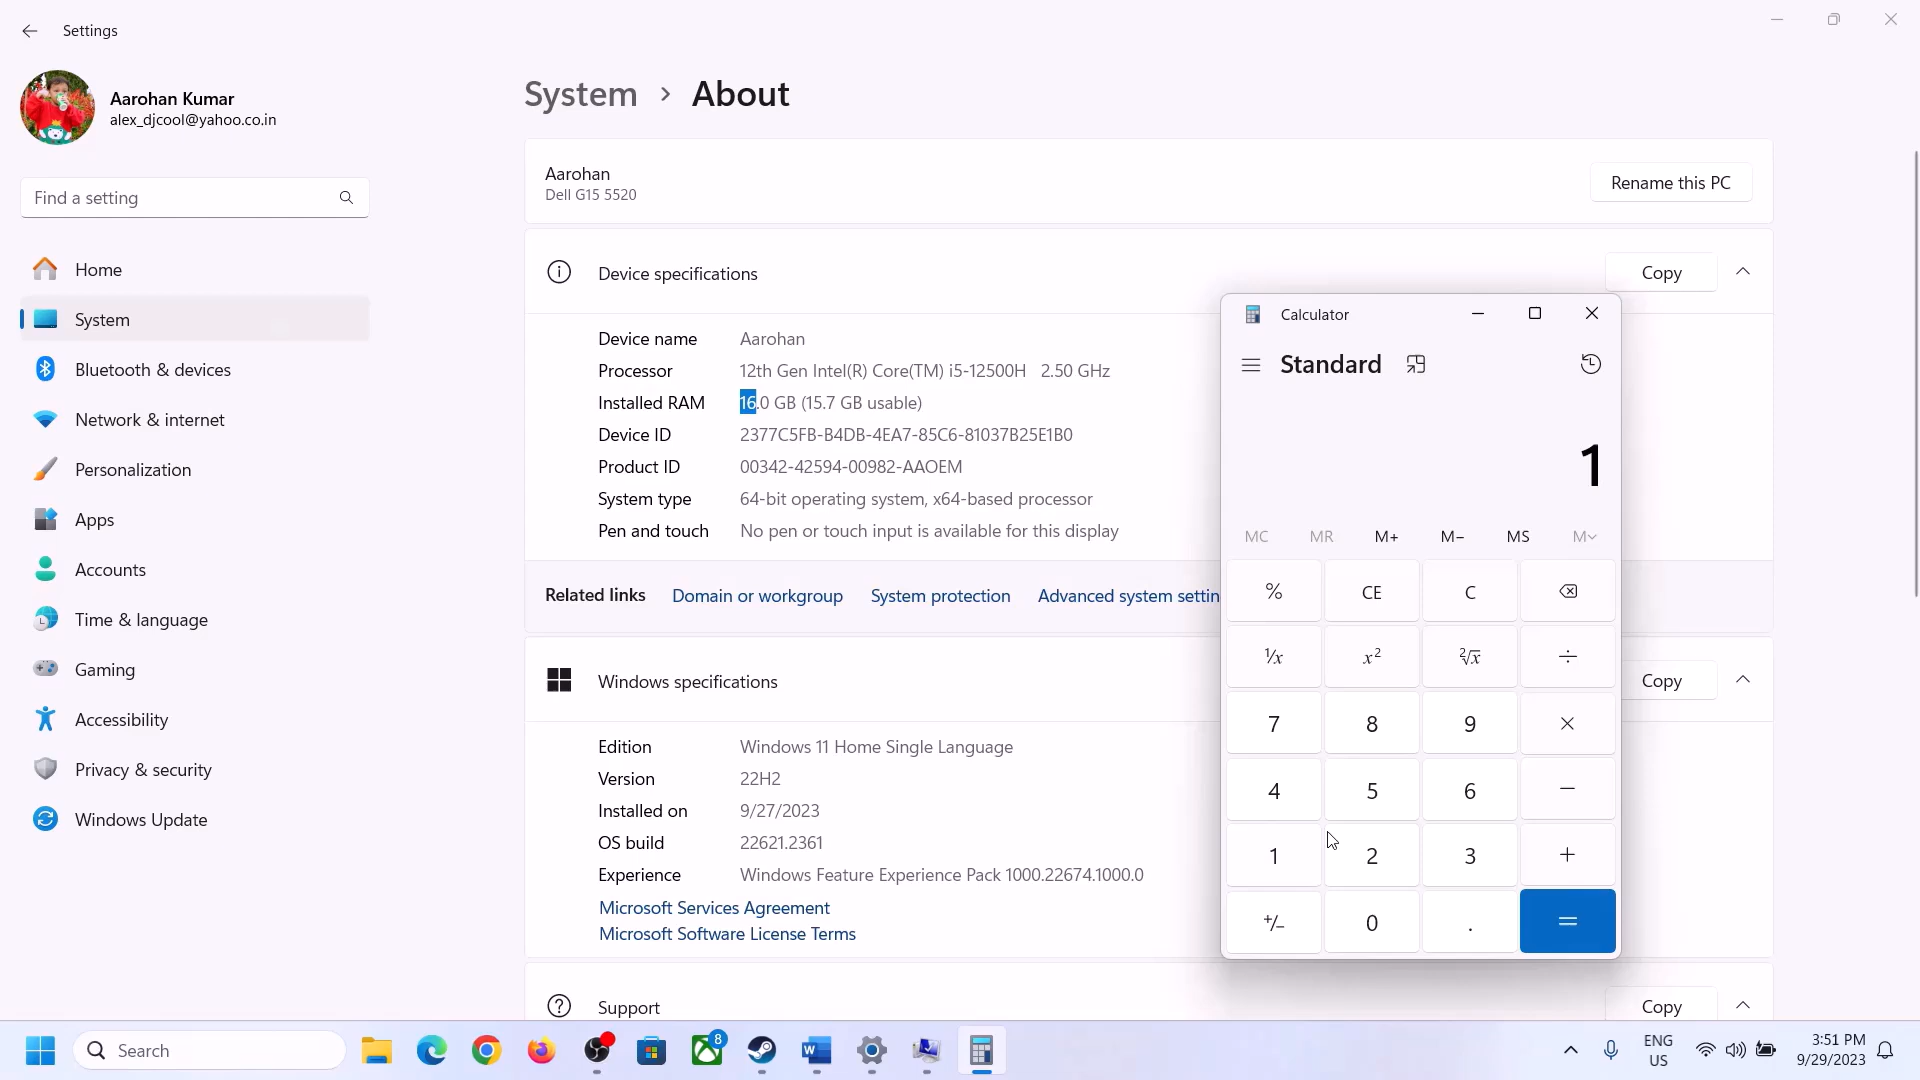 Settings
Aarohan Kumar
alex_djcool@yahoo.co.in
Find a setting
Home
System
Bluetooth & devices
Network & internet
Personalization
Apps
Accounts
Time & language
Gaming
Accessibility
Privacy & security
Windows Update
System › About
Aarohan
Dell G15 5520
Rename this PC
Device specifications
Copy
Device name Aarohan
Processor 12th Gen Intel(R) Core(TM) i5-12500H 2.50 GHz
Installed RAM 16.0 GB (15.7 GB usable)
Device ID 2377C5FB-B4DB-4EA7-85C6-81037B25E1B0
Product ID 00342-42594-00982-AAOEM
System type 64-bit operating system, x64-based processor
Pen and touch No pen or touch input is available for this display
Related links Domain or workgroup System protection Advanced system settin
Windows specifications
Copy
Edition Windows 11 Home Single Language
Version 22H2
Installed on 9/27/2023
OS build 22621.2361
Experience Windows Feature Experience Pack 1000.22674.1000.0
Microsoft Services Agreement
Microsoft Software License Terms
Support
Copy
Calculator
Standard
1
MC MR M+ M− MS M
% CE C
⅟x x² ²√x ÷
7 8 9 ×
4 5 6 −
1 2 3 +
+/− 0 . =
Search
8
ENG
US
3:51 PM
9/29/2023